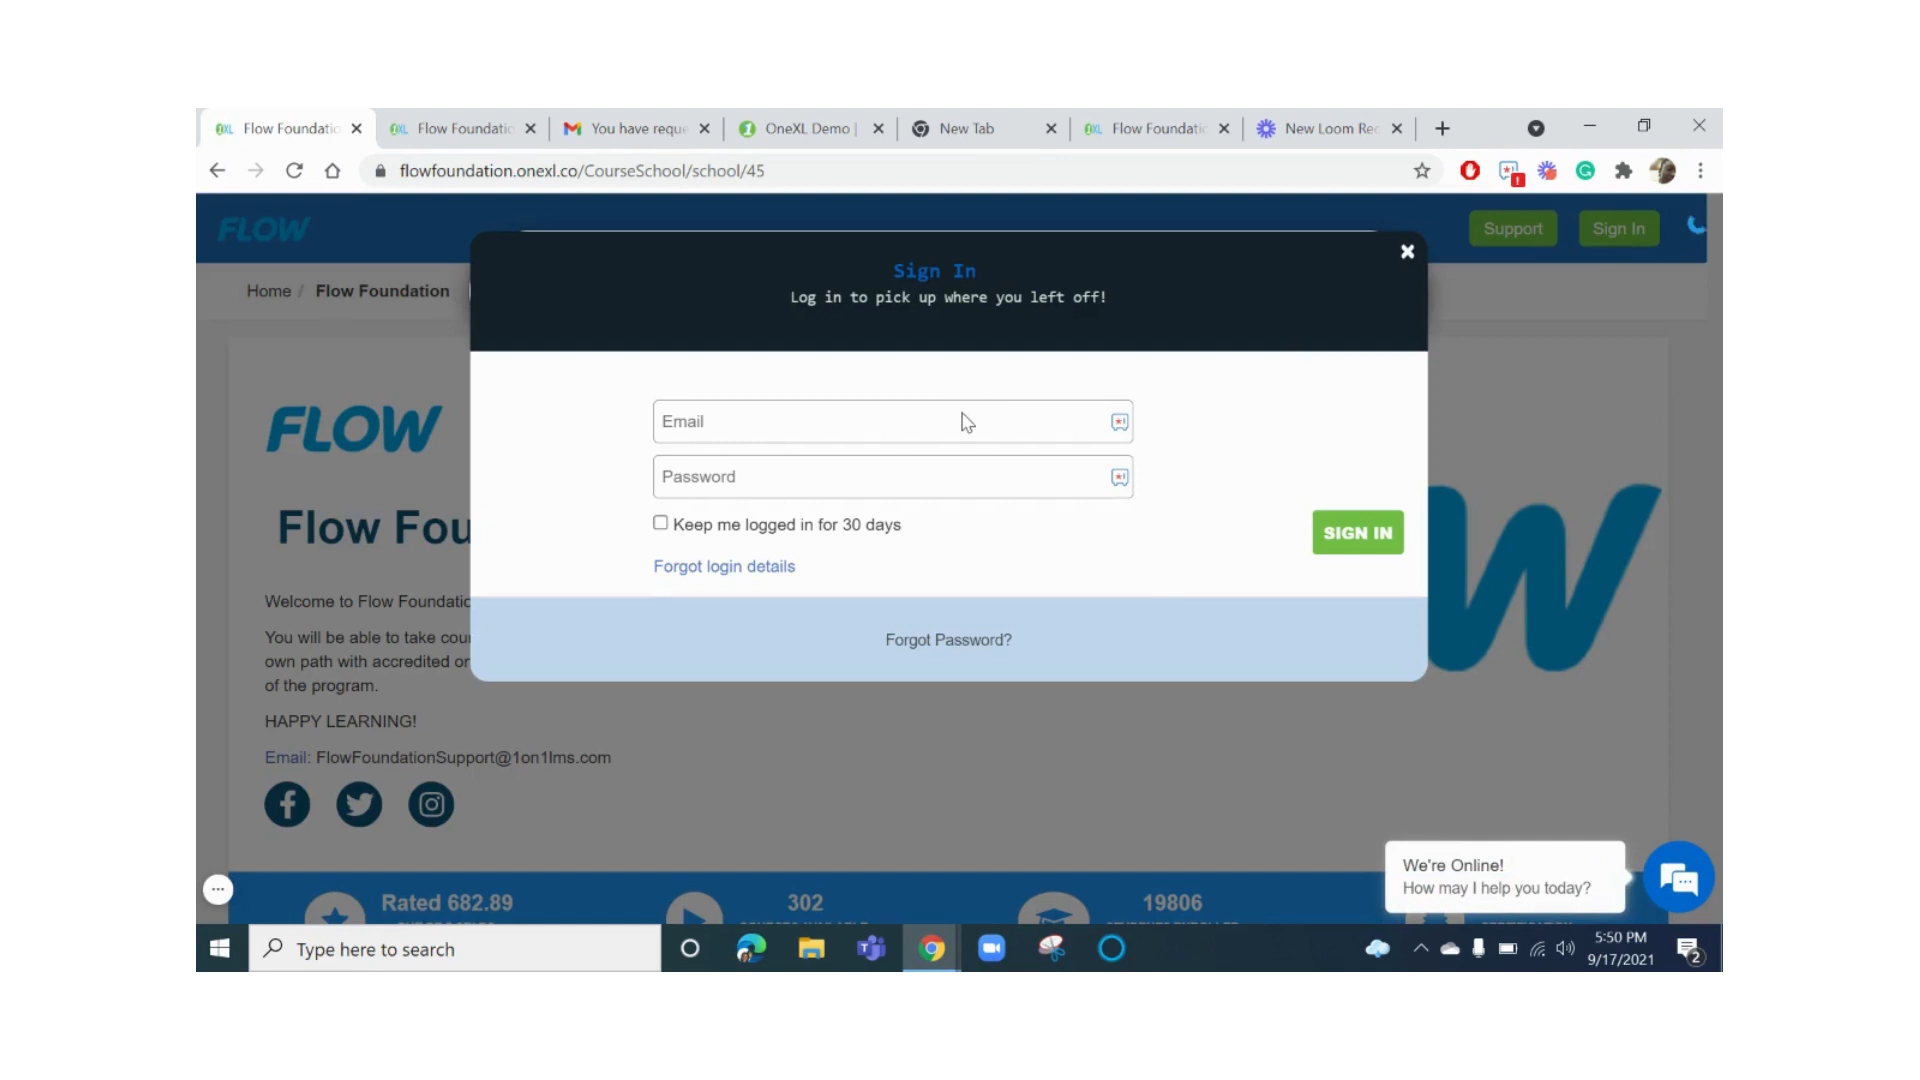 Flow Foundatio
Flow Foundatio
You have reque
OneXL Demo |
New Tab
Flow Foundatio
New Loom Rec
flowfoundation.onexl.co/CourseSchool/school/45
FLOW
Support
Sign In
Home / Flow Foundation
Sign In
Log in to pick up where you left off!
FLOW
Email
Password
Keep me logged in for 30 days
SIGN IN
Forgot login details
Forgot Password?
Flow Fou
Welcome to Flow Foundatio
You will be able to take cour
own path with accredited on
of the program.
HAPPY LEARNING!
Email: FlowFoundationSupport@1on1lms.com
We're Online!
How may I help you today?
Rated 682.89
302
19806
Type here to search
5:50 PM
9/17/2021
2